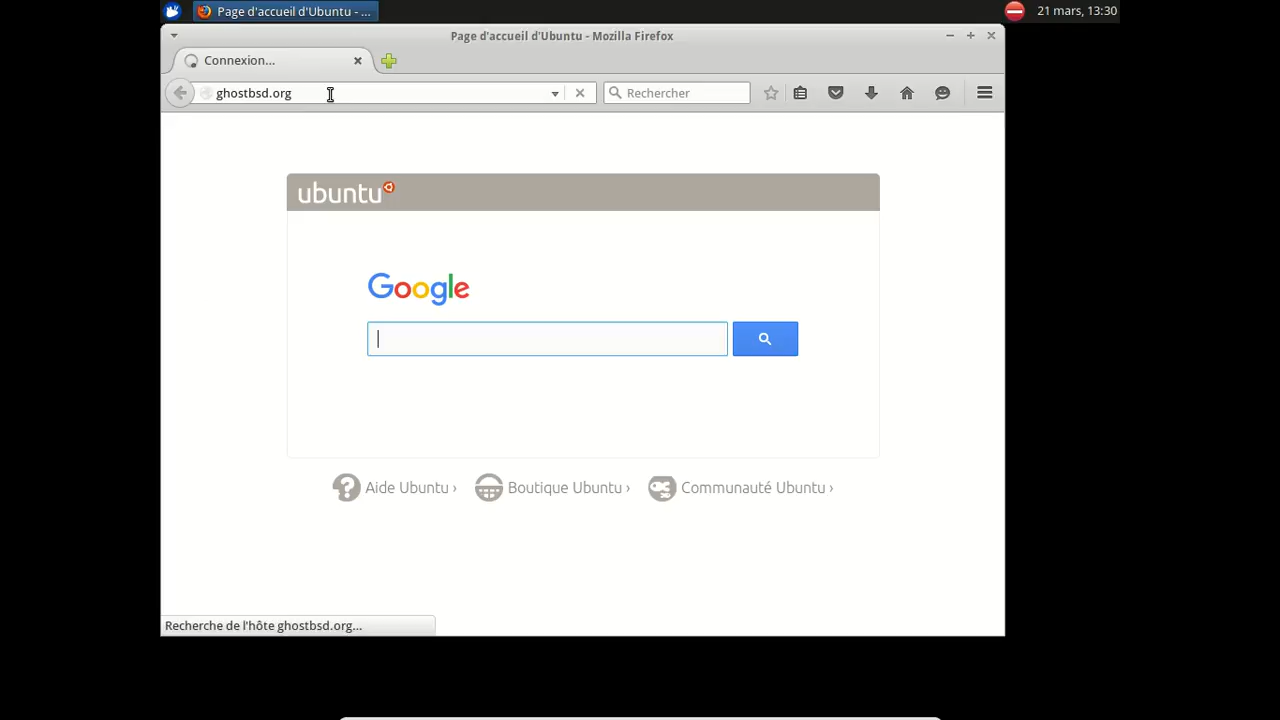 Page d'accueil d'Ubuntu - ...
21 mars, 13:30
Page d'accueil d'Ubuntu - Mozilla Firefox
Connexion...
ghostbsd.org
Rechercher
ubuntu
Google
Aide Ubuntu ›
Boutique Ubuntu ›
Communauté Ubuntu ›
Recherche de l'hôte ghostbsd.org...